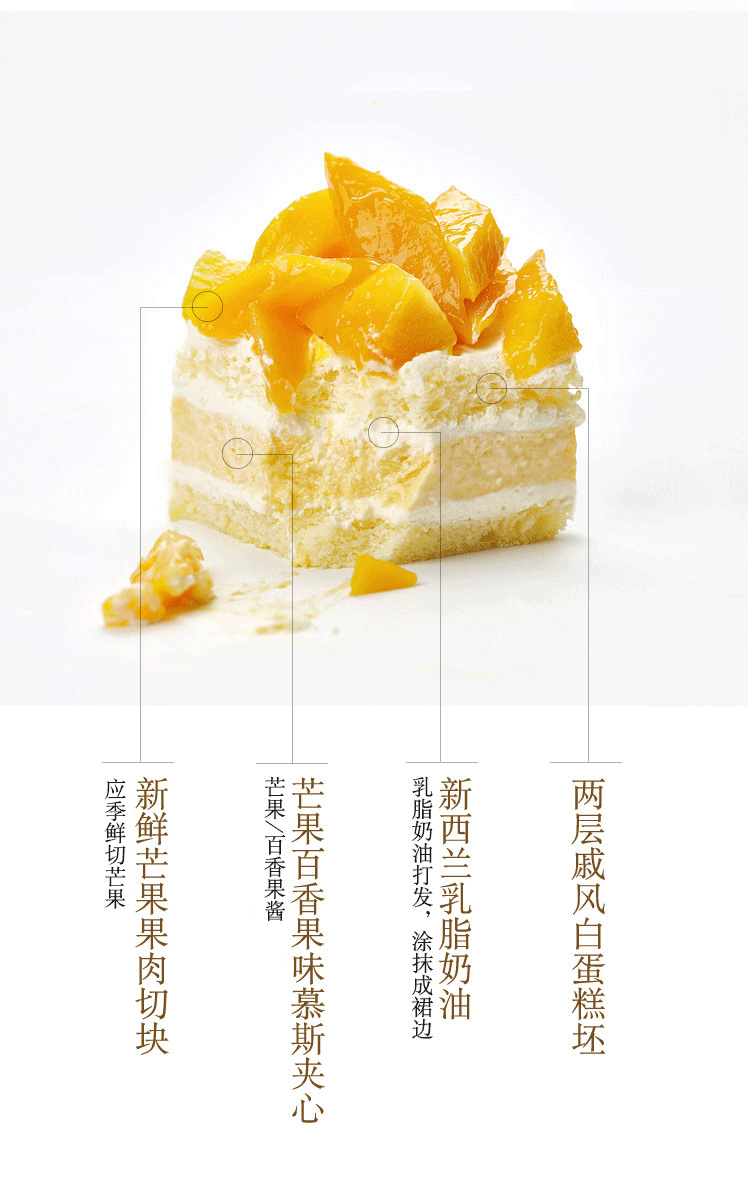 新鲜芒果果肉切块
应季鲜切芒果
芒果百香果味慕斯夹心
芒果/百香果酱
新西兰乳脂奶油
乳脂奶油打发，涂抹成裙边
两层戚风白蛋糕坯